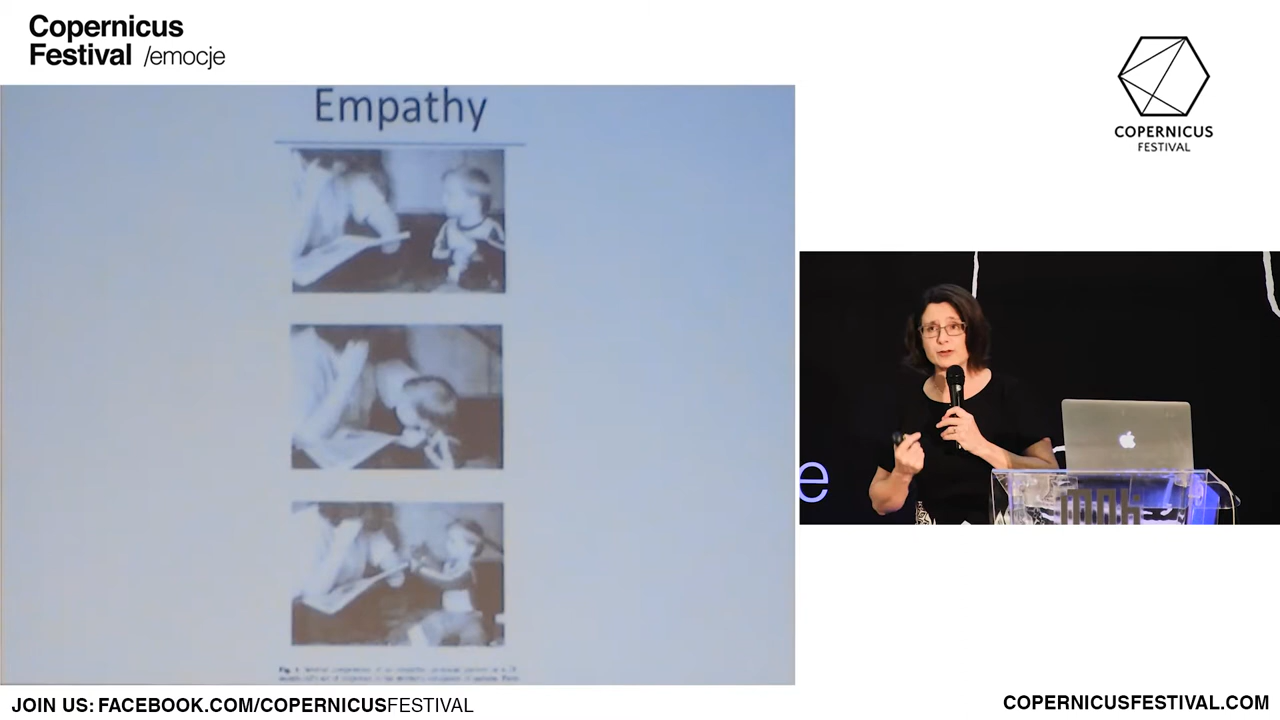 Copernicus
Festival /emocje
COPERNICUS
FESTIVAL
Empathy
e
JOIN US: FACEBOOK.COM/COPERNICUSFESTIVAL
COPERNICUSFESTIVAL.COM